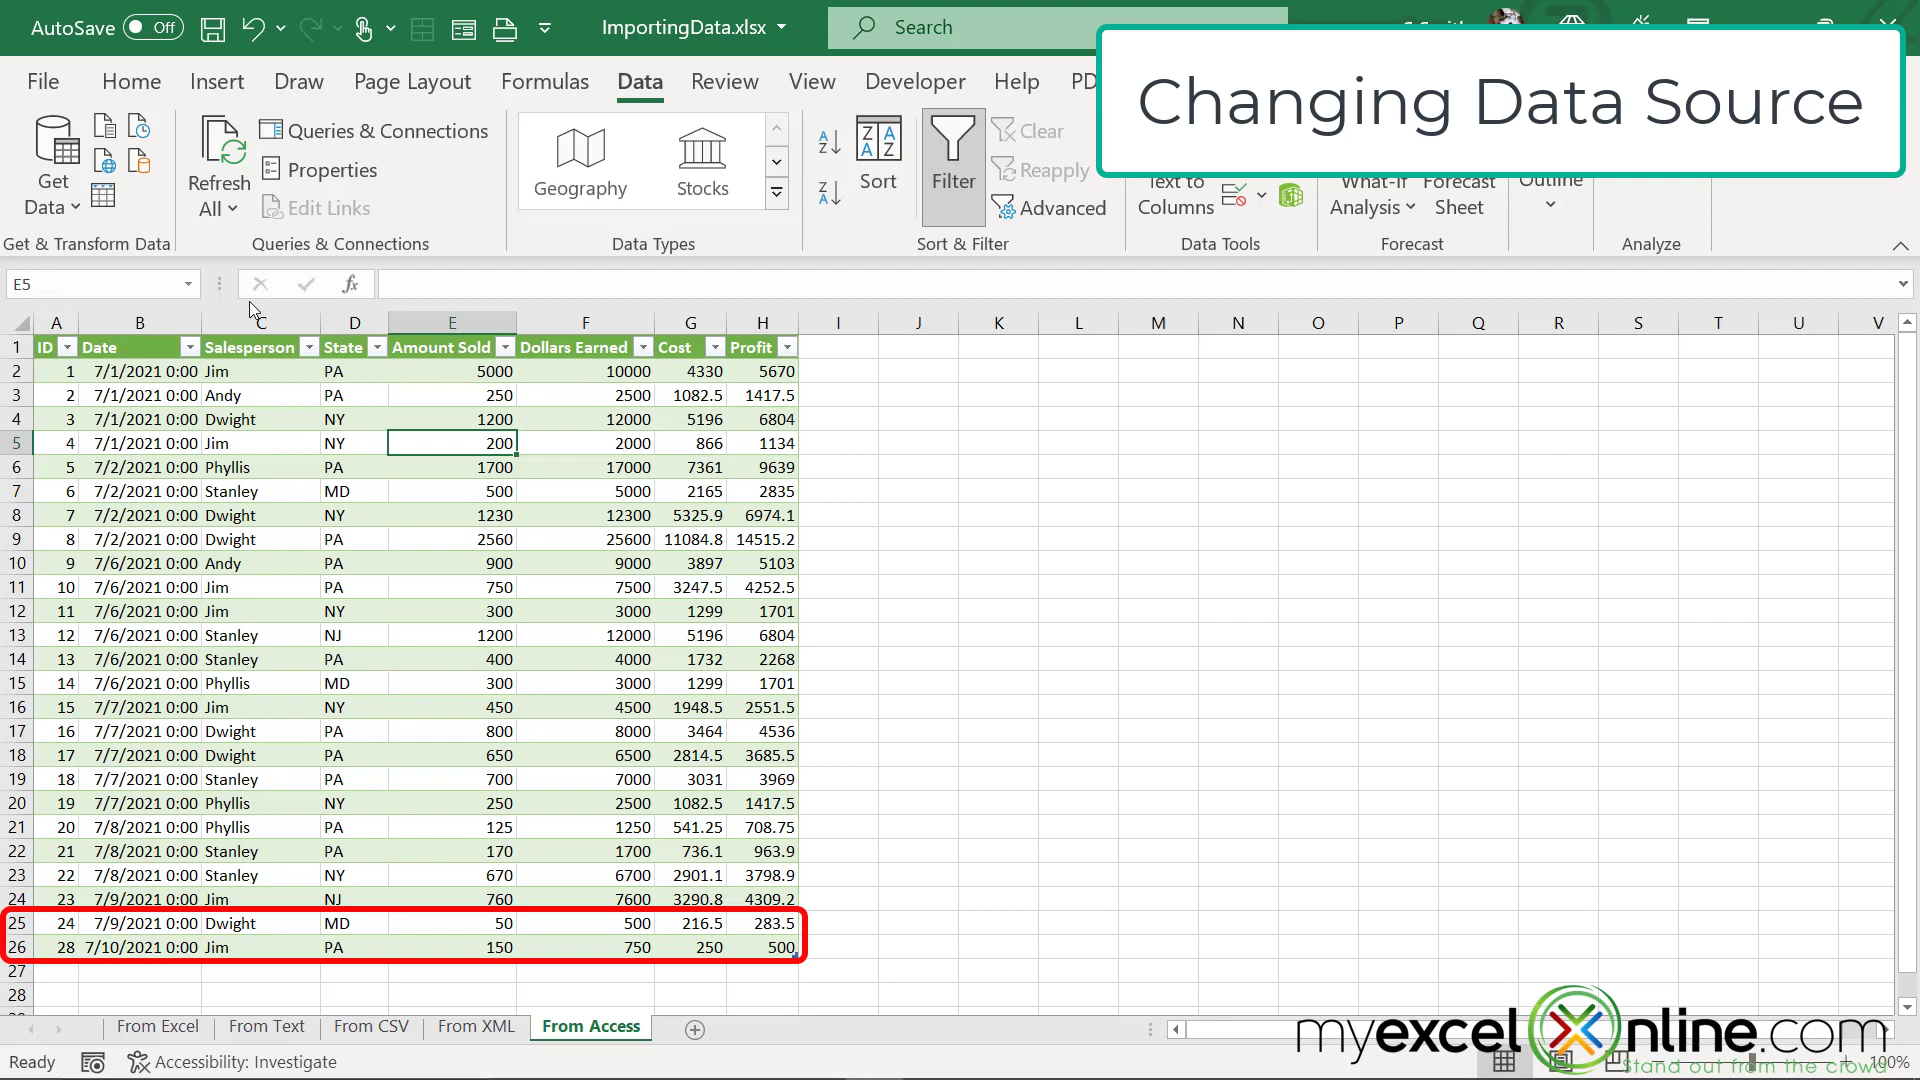 AutoSave Off ImportingData.xlsx Search
Changing Data Source
File Home Insert Draw Page Layout Formulas Data Review View Developer Help
Get Data
Refresh All
Queries & Connections
Properties
Edit Links
Geography
Stocks
Sort
Filter
Clear
Reapply
Advanced
Text to Columns
What-If Analysis
Forecast Sheet
Outline
Get & Transform Data Queries & Connections Data Types Sort & Filter Data Tools Forecast Analyze
E5 fx
A B C D E F G H I J K L M N O P Q R S T U V
1 ID Date Salesperson State Amount Sold Dollars Earned Cost Profit
2 1 7/1/2021 0:00 Jim PA 5000 10000 4330 5670
3 2 7/1/2021 0:00 Andy PA 250 2500 1082.5 1417.5
4 3 7/1/2021 0:00 Dwight NY 1200 12000 5196 6804
5 4 7/1/2021 0:00 Jim NY 200 2000 866 1134
6 5 7/2/2021 0:00 Phyllis PA 1700 17000 7361 9639
7 6 7/2/2021 0:00 Stanley MD 500 5000 2165 2835
8 7 7/2/2021 0:00 Dwight NY 1230 12300 5325.9 6974.1
9 8 7/2/2021 0:00 Dwight PA 2560 25600 11084.8 14515.2
10 9 7/6/2021 0:00 Andy PA 900 9000 3897 5103
11 10 7/6/2021 0:00 Jim PA 750 7500 3247.5 4252.5
12 11 7/6/2021 0:00 Jim NY 300 3000 1299 1701
13 12 7/6/2021 0:00 Stanley NJ 1200 12000 5196 6804
14 13 7/6/2021 0:00 Stanley PA 400 4000 1732 2268
15 14 7/6/2021 0:00 Phyllis MD 300 3000 1299 1701
16 15 7/7/2021 0:00 Jim NY 450 4500 1948.5 2551.5
17 16 7/7/2021 0:00 Dwight PA 800 8000 3464 4536
18 17 7/7/2021 0:00 Dwight PA 650 6500 2814.5 3685.5
19 18 7/7/2021 0:00 Stanley PA 700 7000 3031 3969
20 19 7/7/2021 0:00 Phyllis NY 250 2500 1082.5 1417.5
21 20 7/8/2021 0:00 Phyllis PA 125 1250 541.25 708.75
22 21 7/8/2021 0:00 Stanley PA 170 1700 736.1 963.9
23 22 7/8/2021 0:00 Stanley NY 670 6700 2901.1 3798.9
24 23 7/9/2021 0:00 Jim NJ 760 7600 3290.8 4309.2
25 24 7/9/2021 0:00 Dwight MD 50 500 216.5 283.5
26 28 7/10/2021 0:00 Jim PA 150 750 250 500
27
28
From Excel From Text From CSV From XML From Access
myexcelonline.com
Stand out from the crowd
Ready Accessibility: Investigate 100%